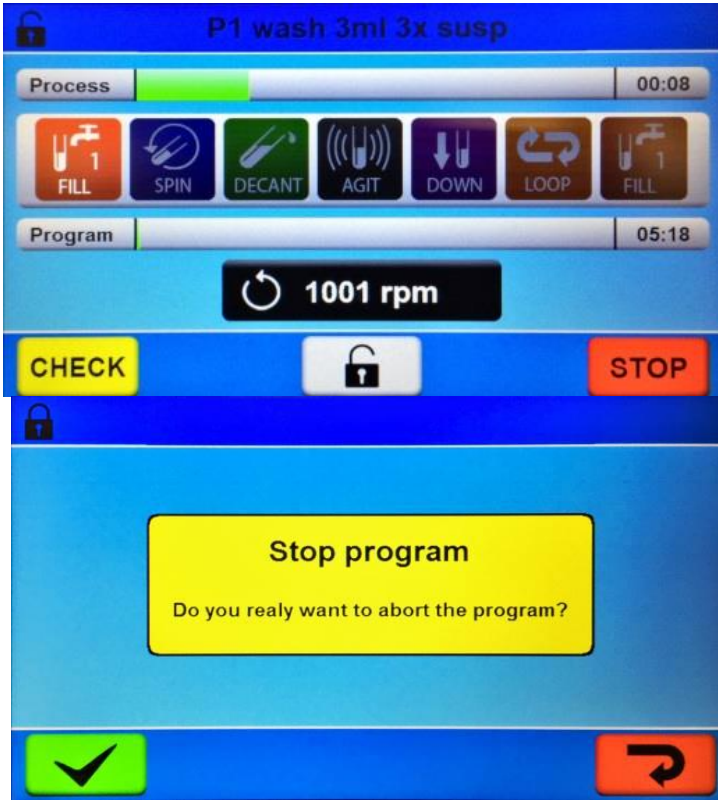 P1 wash 3ml 3x susp
Process 00:08
1 1
FILL SPIN DECANT AGIT DOWN LOOP FILL
Program 05:18
1001 rpm
CHECK STOP
Stop program
Do you realy want to abort the program?